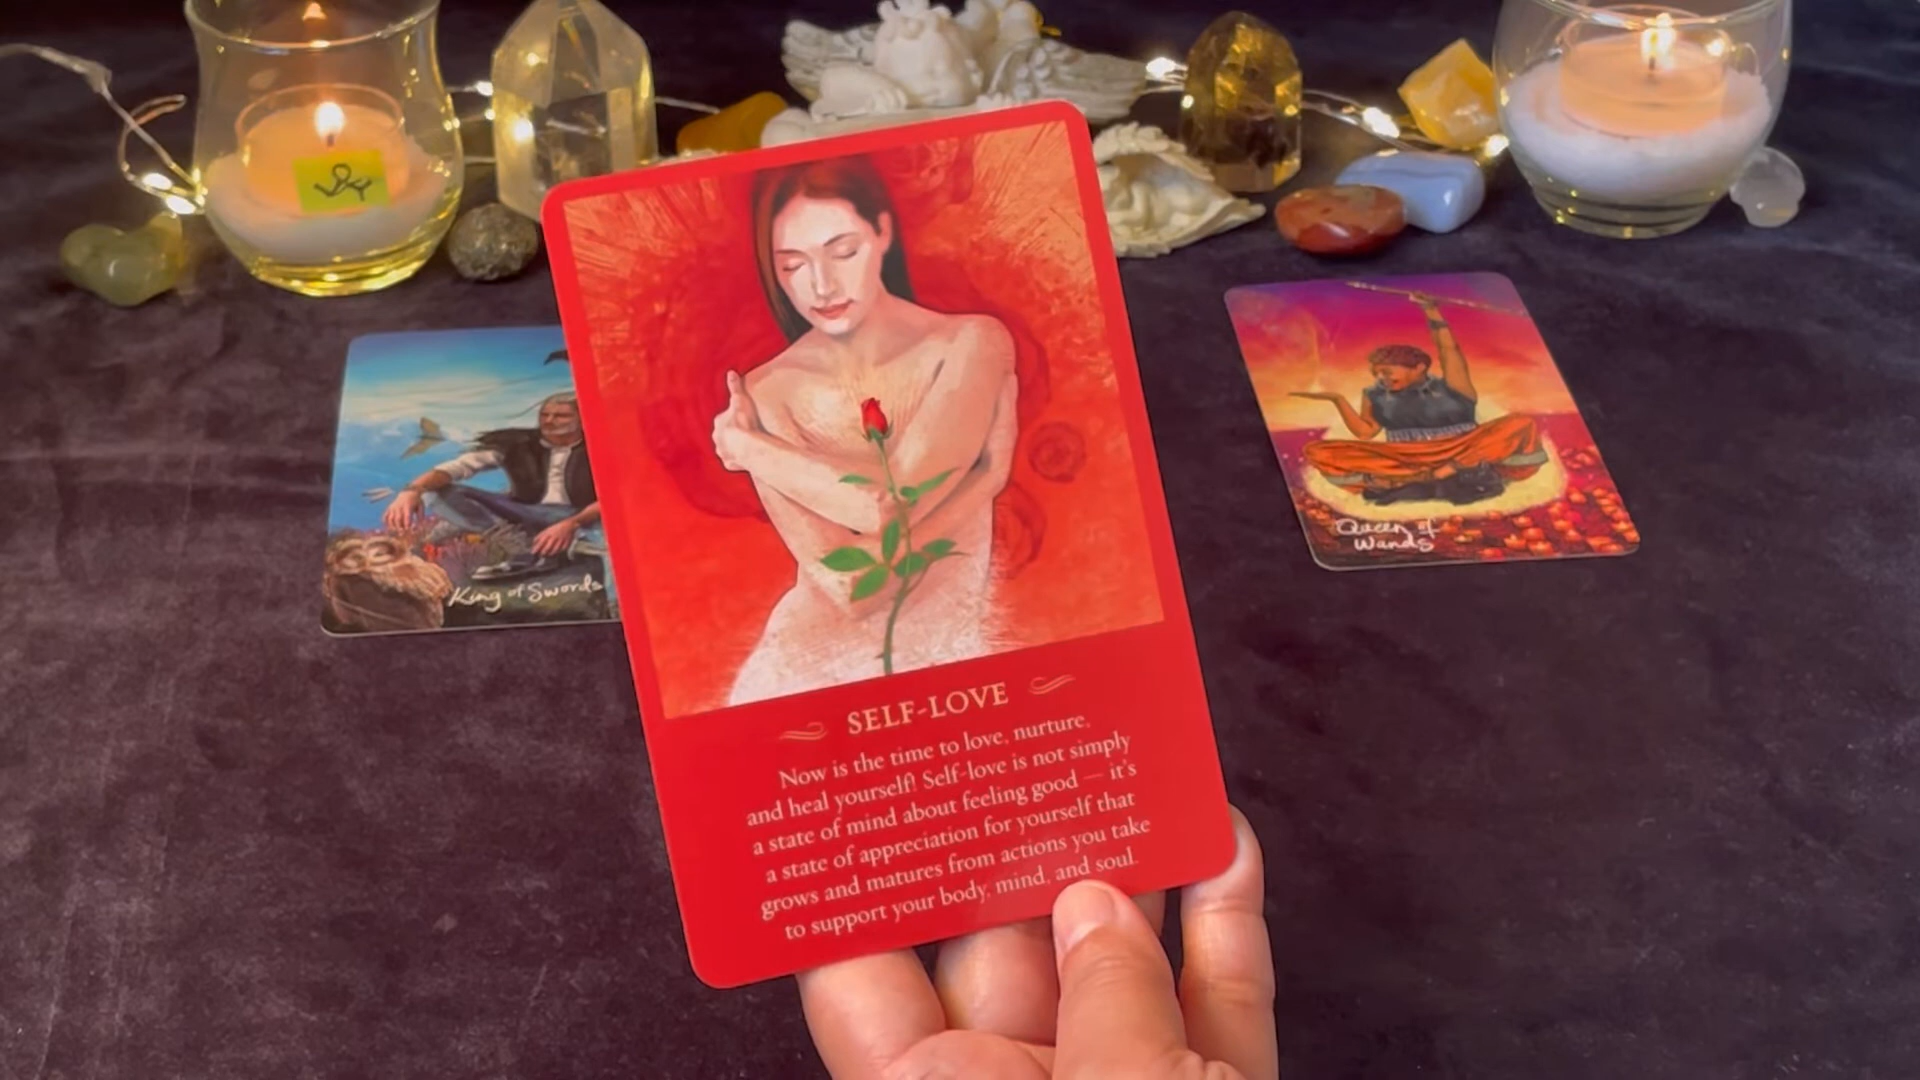 King of Swords
Queen of
Wands
SELF-LOVE
Now is the time to love, nurture,
and heal yourself! Self-love is not simply
a state of mind about feeling good — it's
a state of appreciation for yourself that
grows and matures from actions you take
to support your body, mind, and soul.